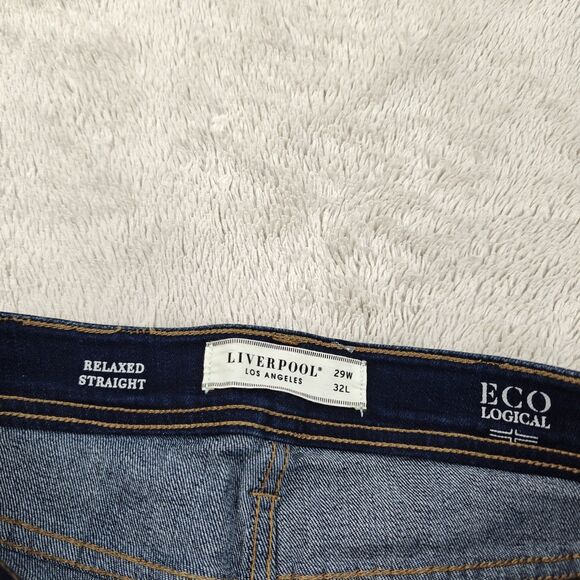 RELAXED
STRAIGHT
LIVERPOOL®
LOS ANGELES
29W
32L
ECO
LOGICAL